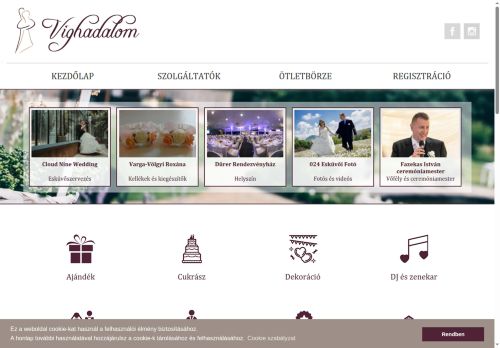 Vighadalom
KEZDŐLAP SZOLGÁLTATÓK ÖTLETBÖRZE REGISZTRÁCIÓ
Cloud Nine Wedding
Esküvőszervezés
Varga-Völgyi Roxána
Kellékek és kiegészítők
Dürer Rendezvényház
Helyszín
024 Esküvői Fotó
Fotós és videós
Fazekas István
ceremóniamester
Vőfély és ceremóniamester
Ajándék Cukrász Dekoráció DJ és zenekar
Ez a weboldal cookie-kat használ a felhasználói élmény biztosításához.
A honlap további használatával hozzájárulsz a cookie-k tárolásához és felhasználásához. Cookie szabályzat
Rendben